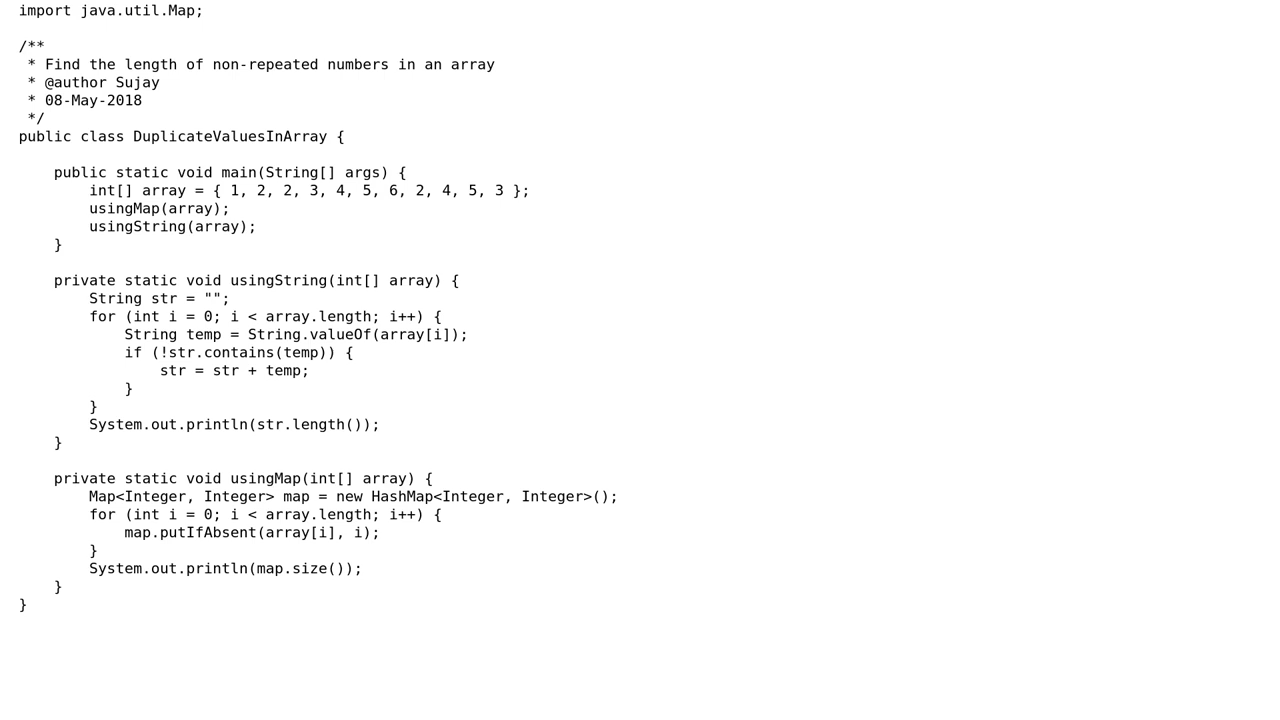 import java.util.Map;

/**
 * Find the length of non-repeated numbers in an array
 * @author Sujay
 * 08-May-2018
 */
public class DuplicateValuesInArray {

    public static void main(String[] args) {
        int[] array = { 1, 2, 2, 3, 4, 5, 6, 2, 4, 5, 3 };
        usingMap(array);
        usingString(array);
    }

    private static void usingString(int[] array) {
        String str = "";
        for (int i = 0; i < array.length; i++) {
            String temp = String.valueOf(array[i]);
            if (!str.contains(temp)) {
                str = str + temp;
            }
        }
        System.out.println(str.length());
    }

    private static void usingMap(int[] array) {
        Map<Integer, Integer> map = new HashMap<Integer, Integer>();
        for (int i = 0; i < array.length; i++) {
            map.putIfAbsent(array[i], i);
        }
        System.out.println(map.size());
    }
}